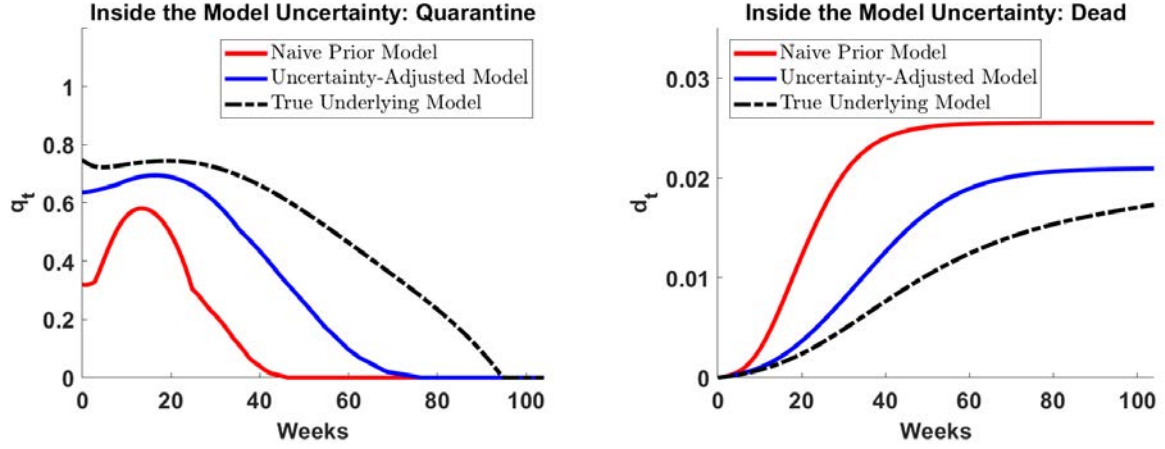 Inside the Model Uncertainty: Quarantine
Naive Prior Model
Uncertainty-Adjusted Model
True Underlying Model
1
0.8
0.6
0.4
0.2
0
q_t
0 20 40 60 80 100
Weeks
Inside the Model Uncertainty: Dead
Naive Prior Model
Uncertainty-Adjusted Model
True Underlying Model
0.03
0.02
0.01
0
d_t
0 20 40 60 80 100
Weeks